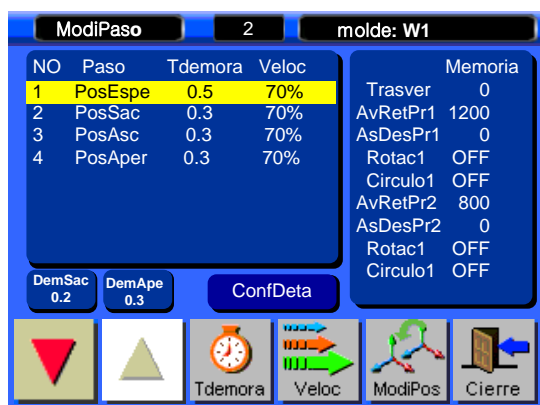 ModiPaso 2 molde: W1
NO Paso Tdemora Veloc
1 PosEspe 0.5 70%
2 PosSac 0.3 70%
3 PosAsc 0.3 70%
4 PosAper 0.3 70%
Memoria
Trasver 0
AvRetPr1 1200
AsDesPr1 0
Rotac1 OFF
Circulo1 OFF
AvRetPr2 800
AsDesPr2 0
Rotac1 OFF
Circulo1 OFF
DemSac
0.2
DemApe
0.3
ConfDeta
Tdemora Veloc ModiPos Cierre